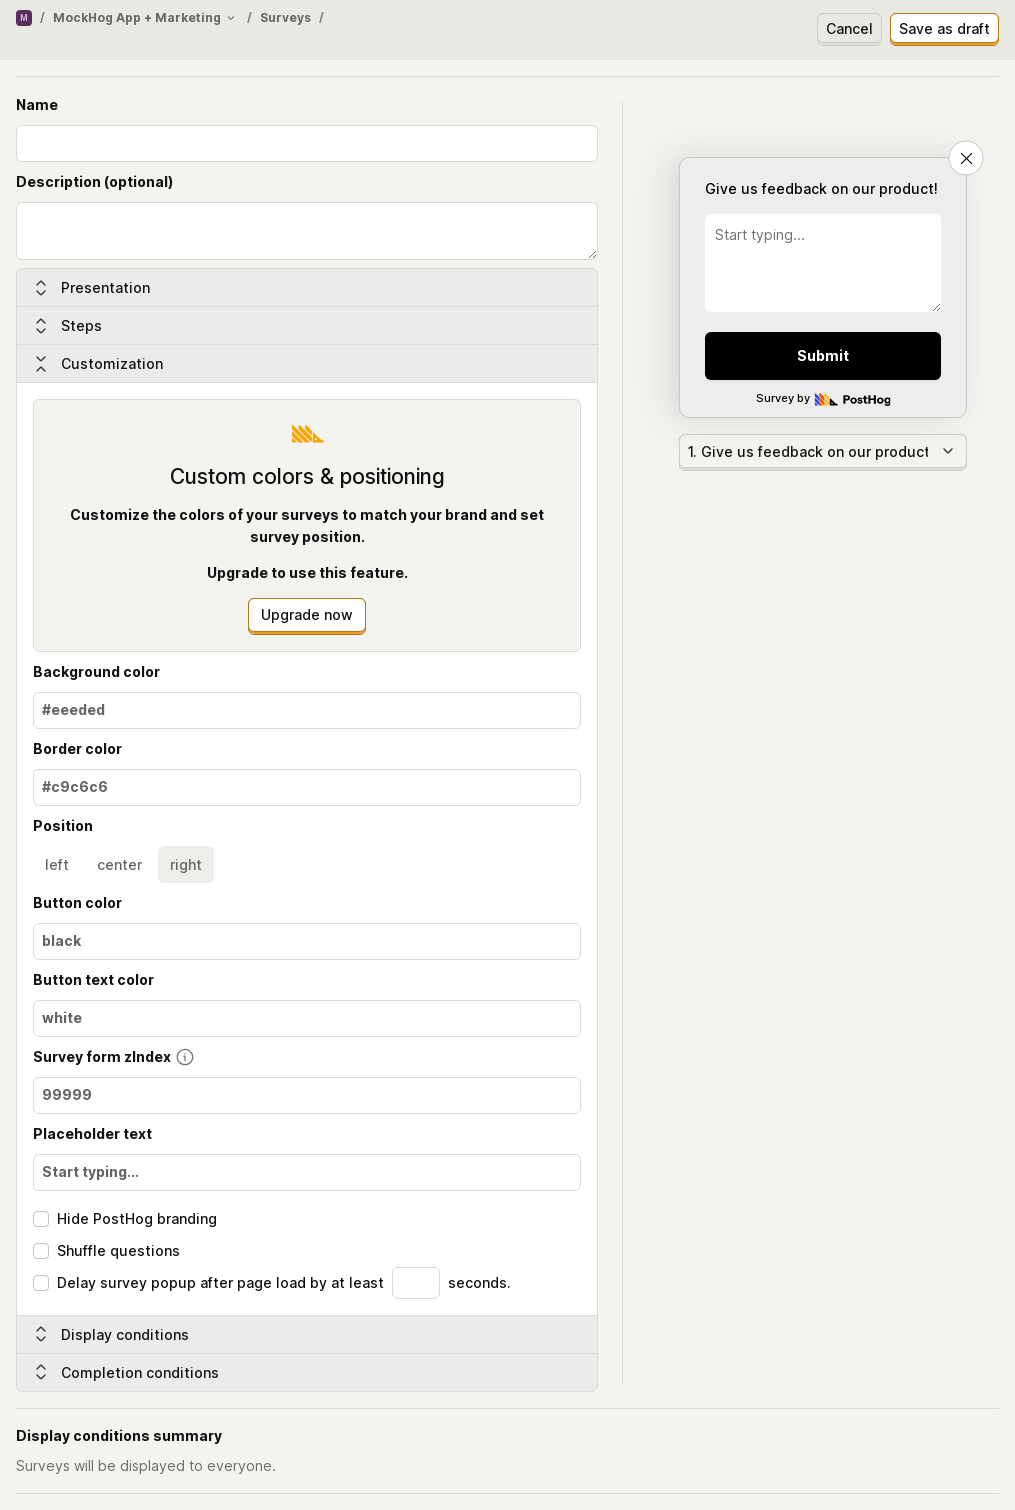 M / MockHog App + Marketing / Surveys /
Cancel
Save as draft
Name
Description (optional)
Presentation
Steps
Customization
Custom colors & positioning
Customize the colors of your surveys to match your brand and set
survey position.
Upgrade to use this feature.
Upgrade now
Background color
#eeeded
Border color
#c9c6c6
Position
left center right
Button color
black
Button text color
white
Survey form zIndex
99999
Placeholder text
Start typing...
Hide PostHog branding
Shuffle questions
Delay survey popup after page load by at least seconds.
Display conditions
Completion conditions
Give us feedback on our product!
Start typing...
Submit
Survey by PostHog
1. Give us feedback on our product
Display conditions summary
Surveys will be displayed to everyone.